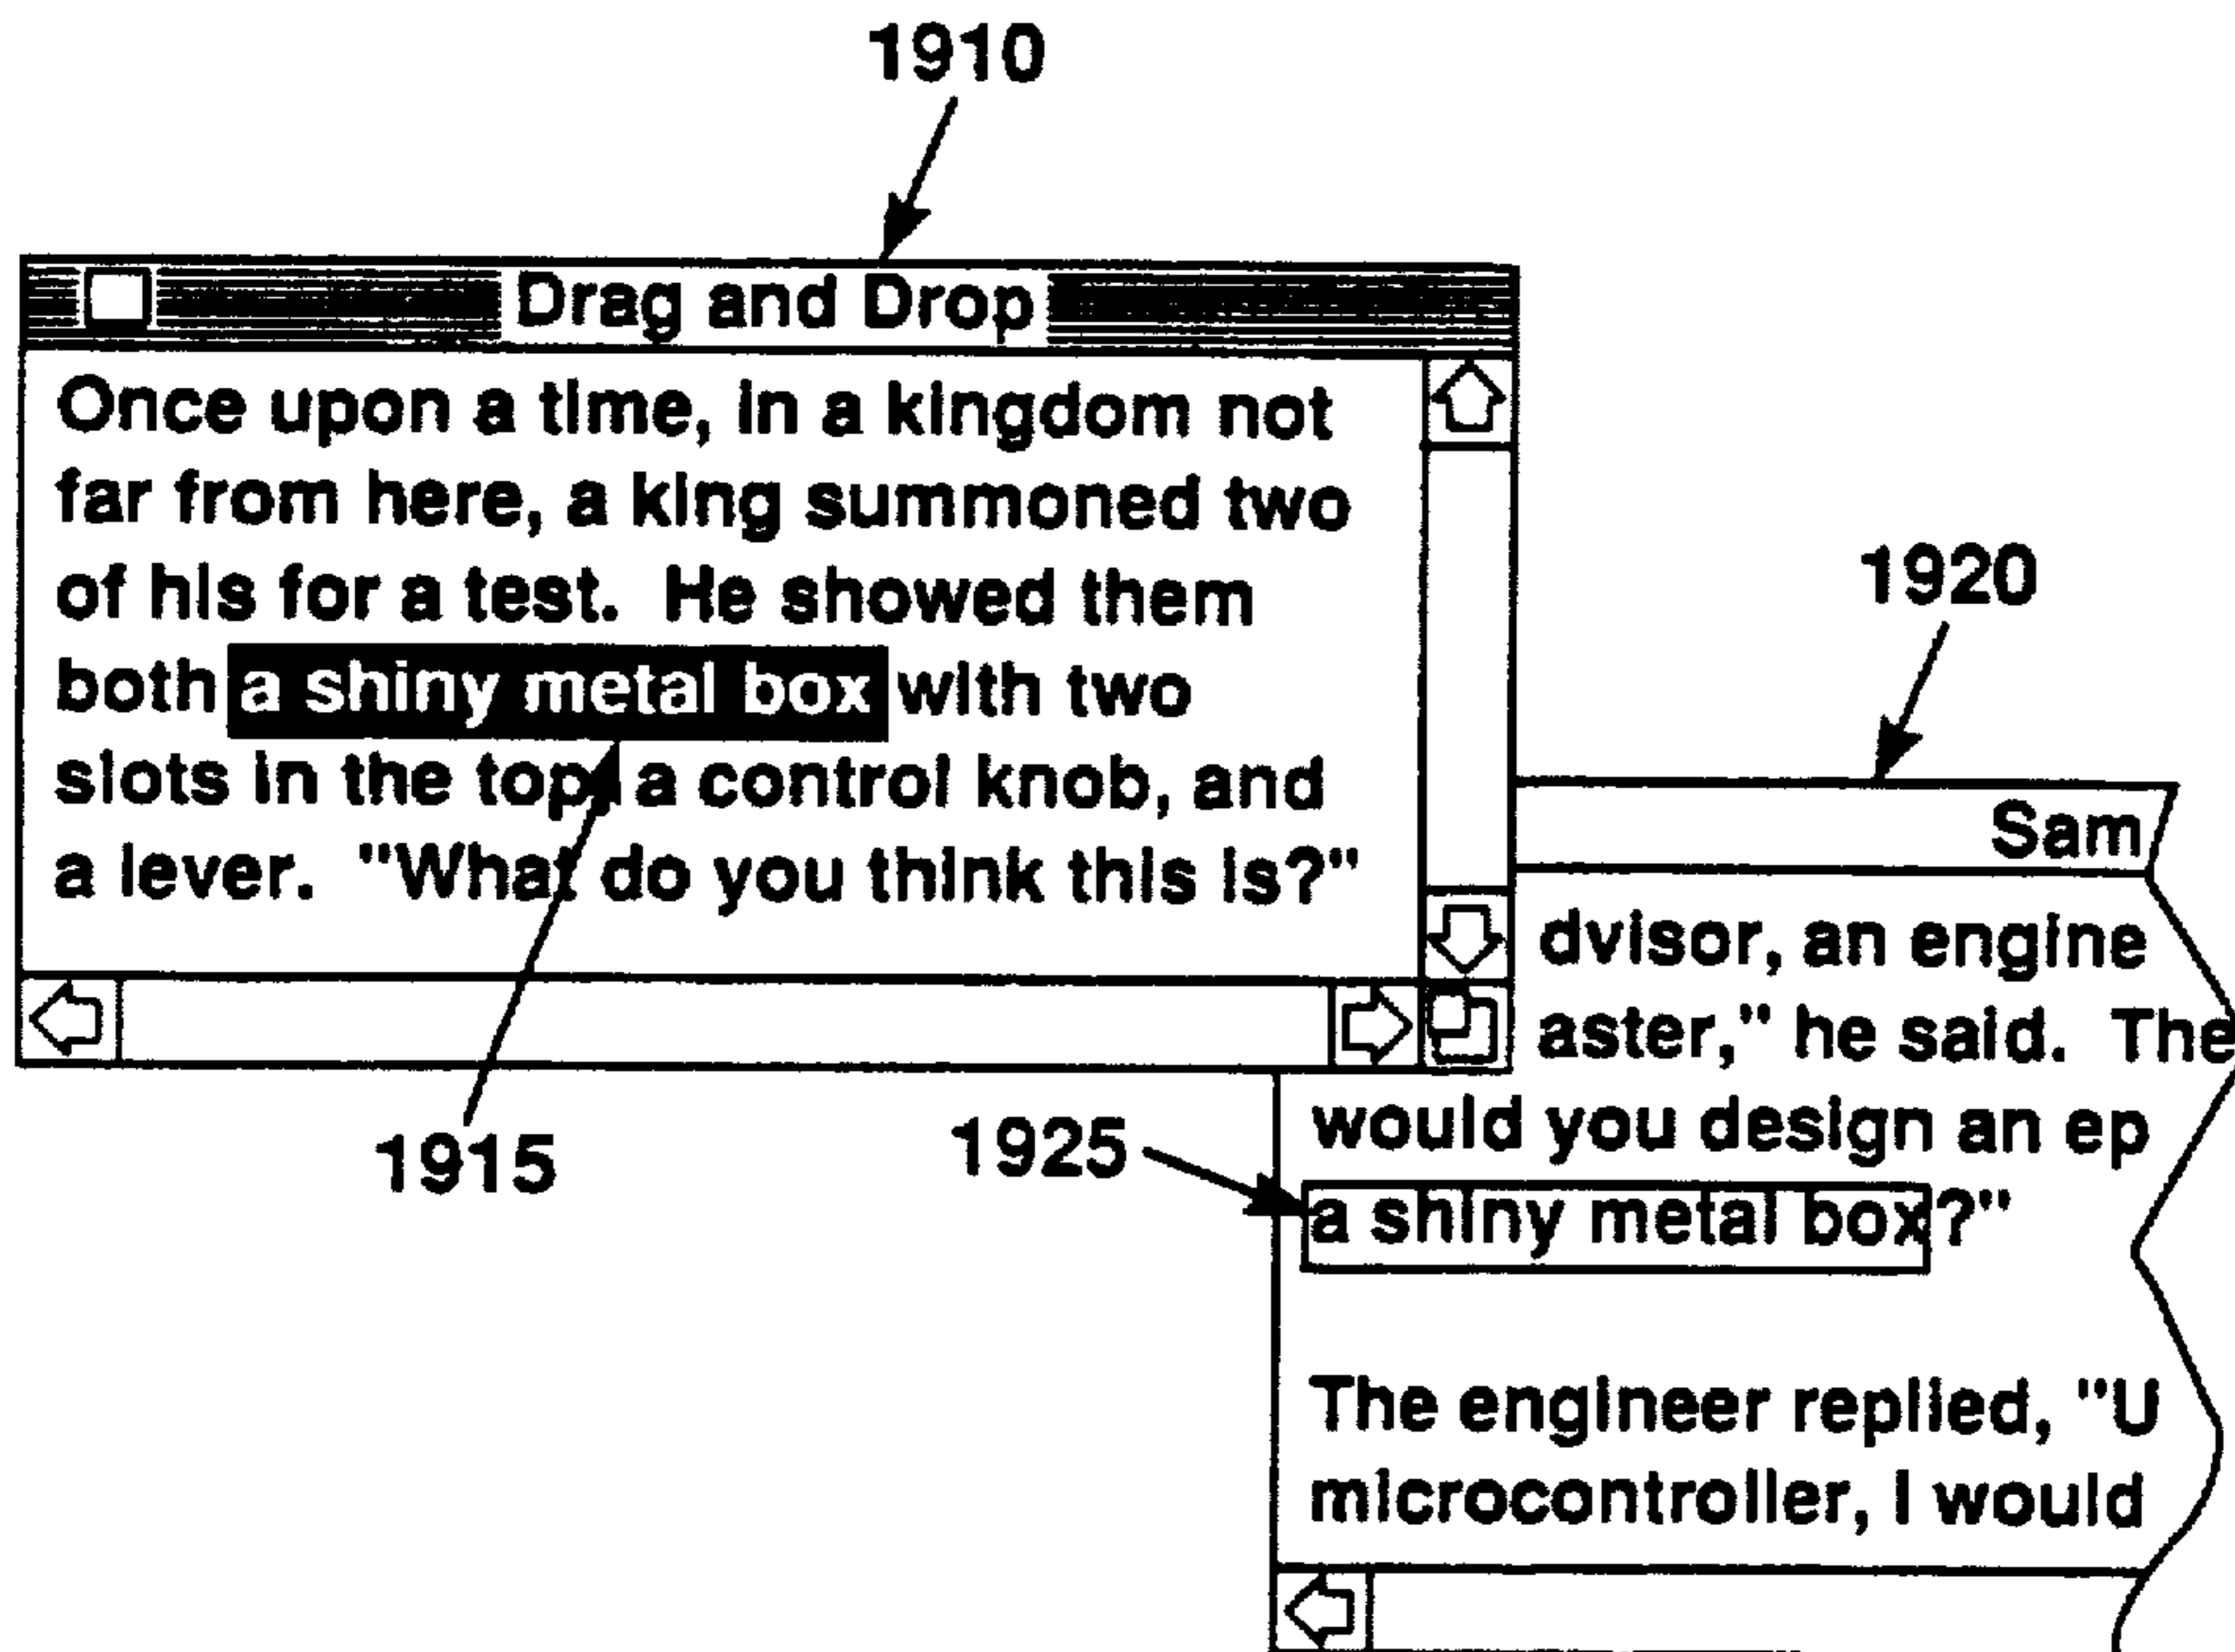 1910
Drag and Drop
Once upon a time, in a kingdom not
far from here, a king summoned two
of his for a test.  He showed them
both a shiny metal box with two
slots in the top, a control knob, and
a lever.  "What do you think this is?"
1920
Sam
dvisor, an engine
aster," he said.  The
would you design an ep
a shiny metal box?"
The engineer replied, "U
microcontroller, I would
1915
1925